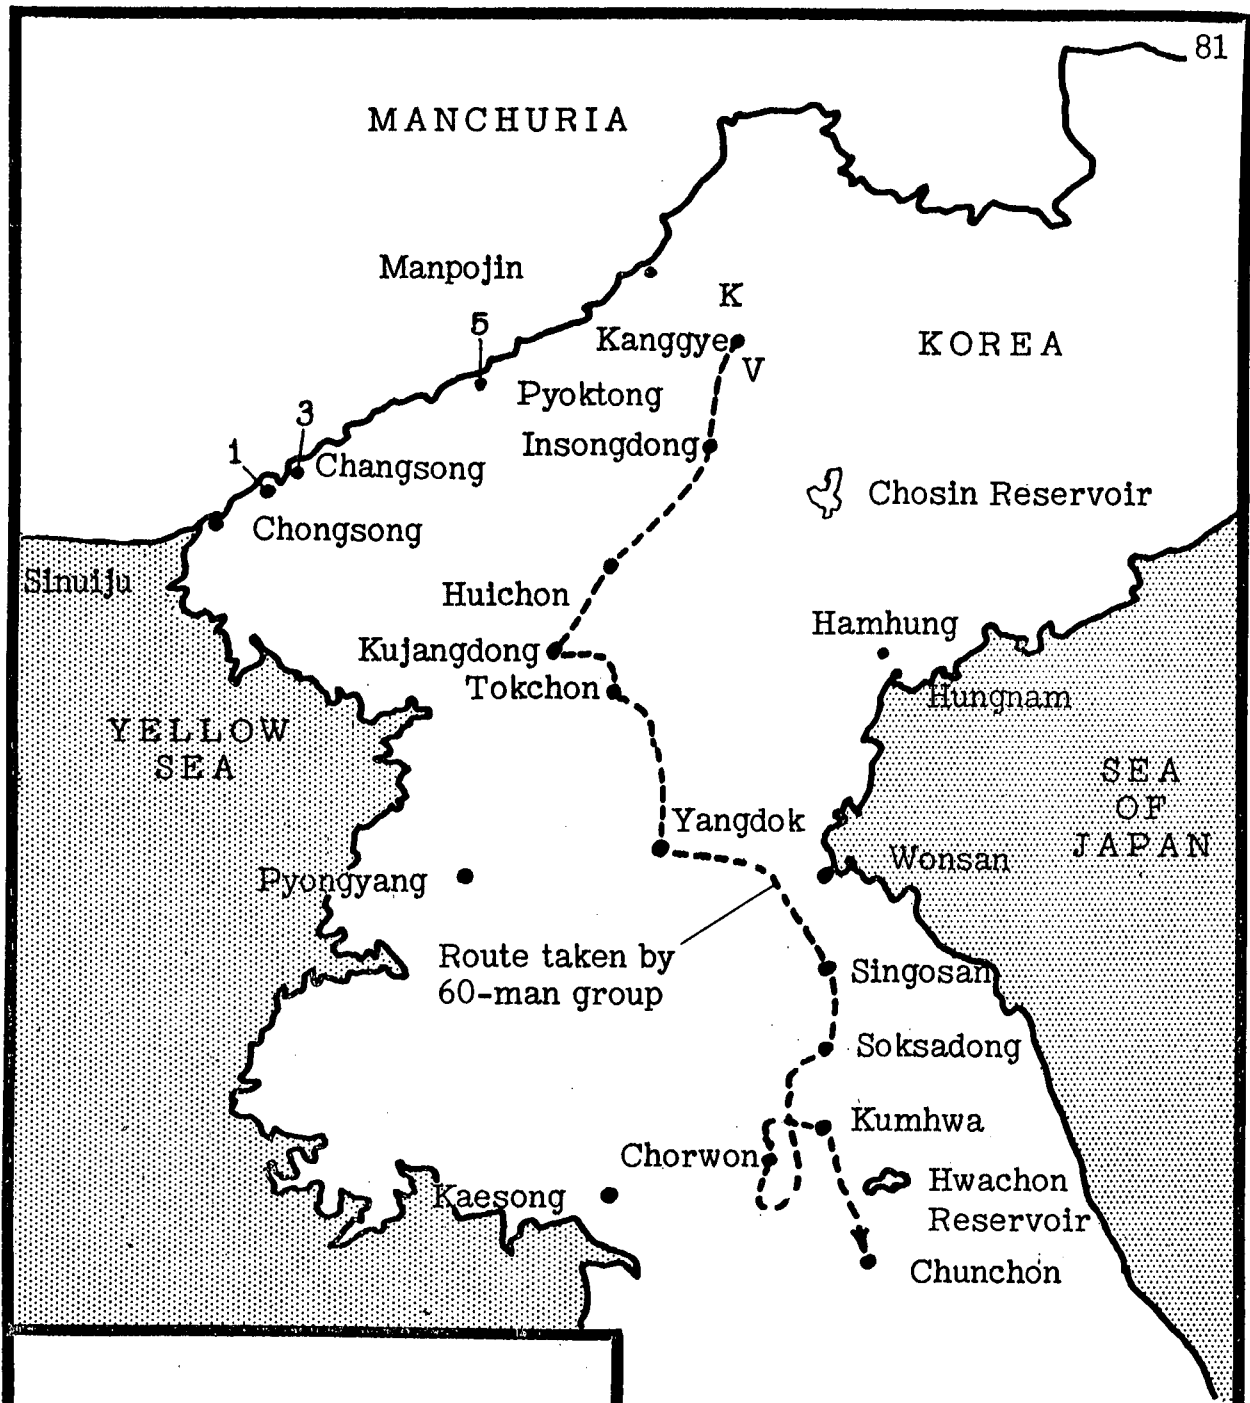 81
MANCHURIA
Manpojin
K
5
Kanggye
KOREA
V
Pyoktong
3
Insongdong
1
Changsong
Chosin Reservoir
Chongsong
Sinuiju
Huichon
Hamhung
Kujangdong
Tokchon
Hungnam
YELLOW
SEA
SEA
OF
JAPAN
Yangdok
Wonsan
Pyongyang
Route taken by
60-man group
Singosan
Soksadong
Kumhwa
Chorwon
Hwachon
Reservoir
Kaesong
Chunchon